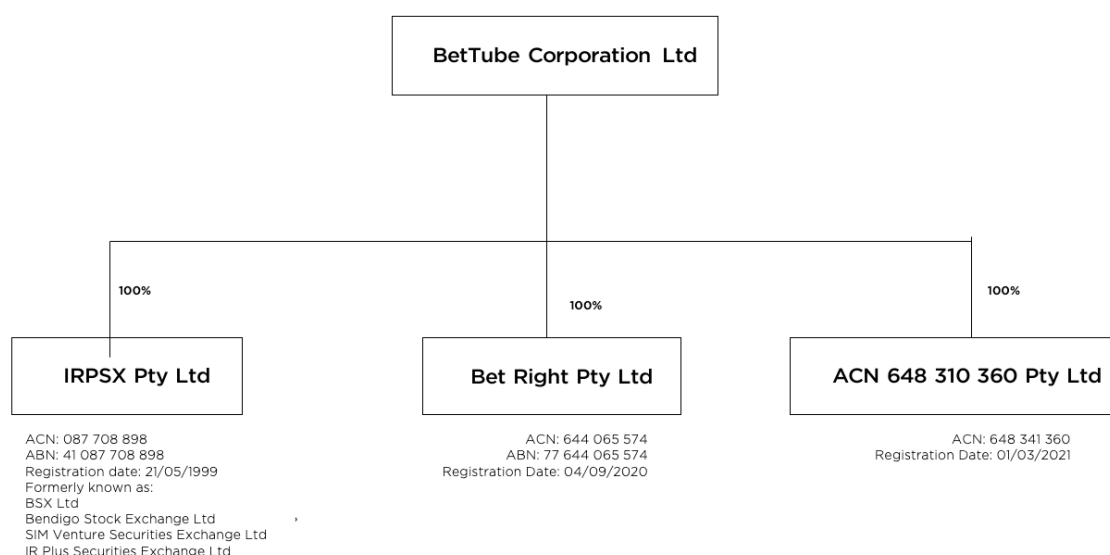 BetTube Corporation Ltd
100%
100%
100%
IRPSX Pty Ltd
Bet Right Pty Ltd
ACN 648 310 360 Pty Ltd
ACN: 087 708 898
ABN: 41 087 708 898
Registration date: 21/05/1999
Formerly known as:
BSX Ltd
Bendigo Stock Exchange Ltd ,
SIM Venture Securities Exchange Ltd
IR Plus Securities Exchange Ltd
ACN: 644 065 574
ABN: 77 644 065 574
Registration Date: 04/09/2020
ACN: 648 341 360
Registration Date: 01/03/2021